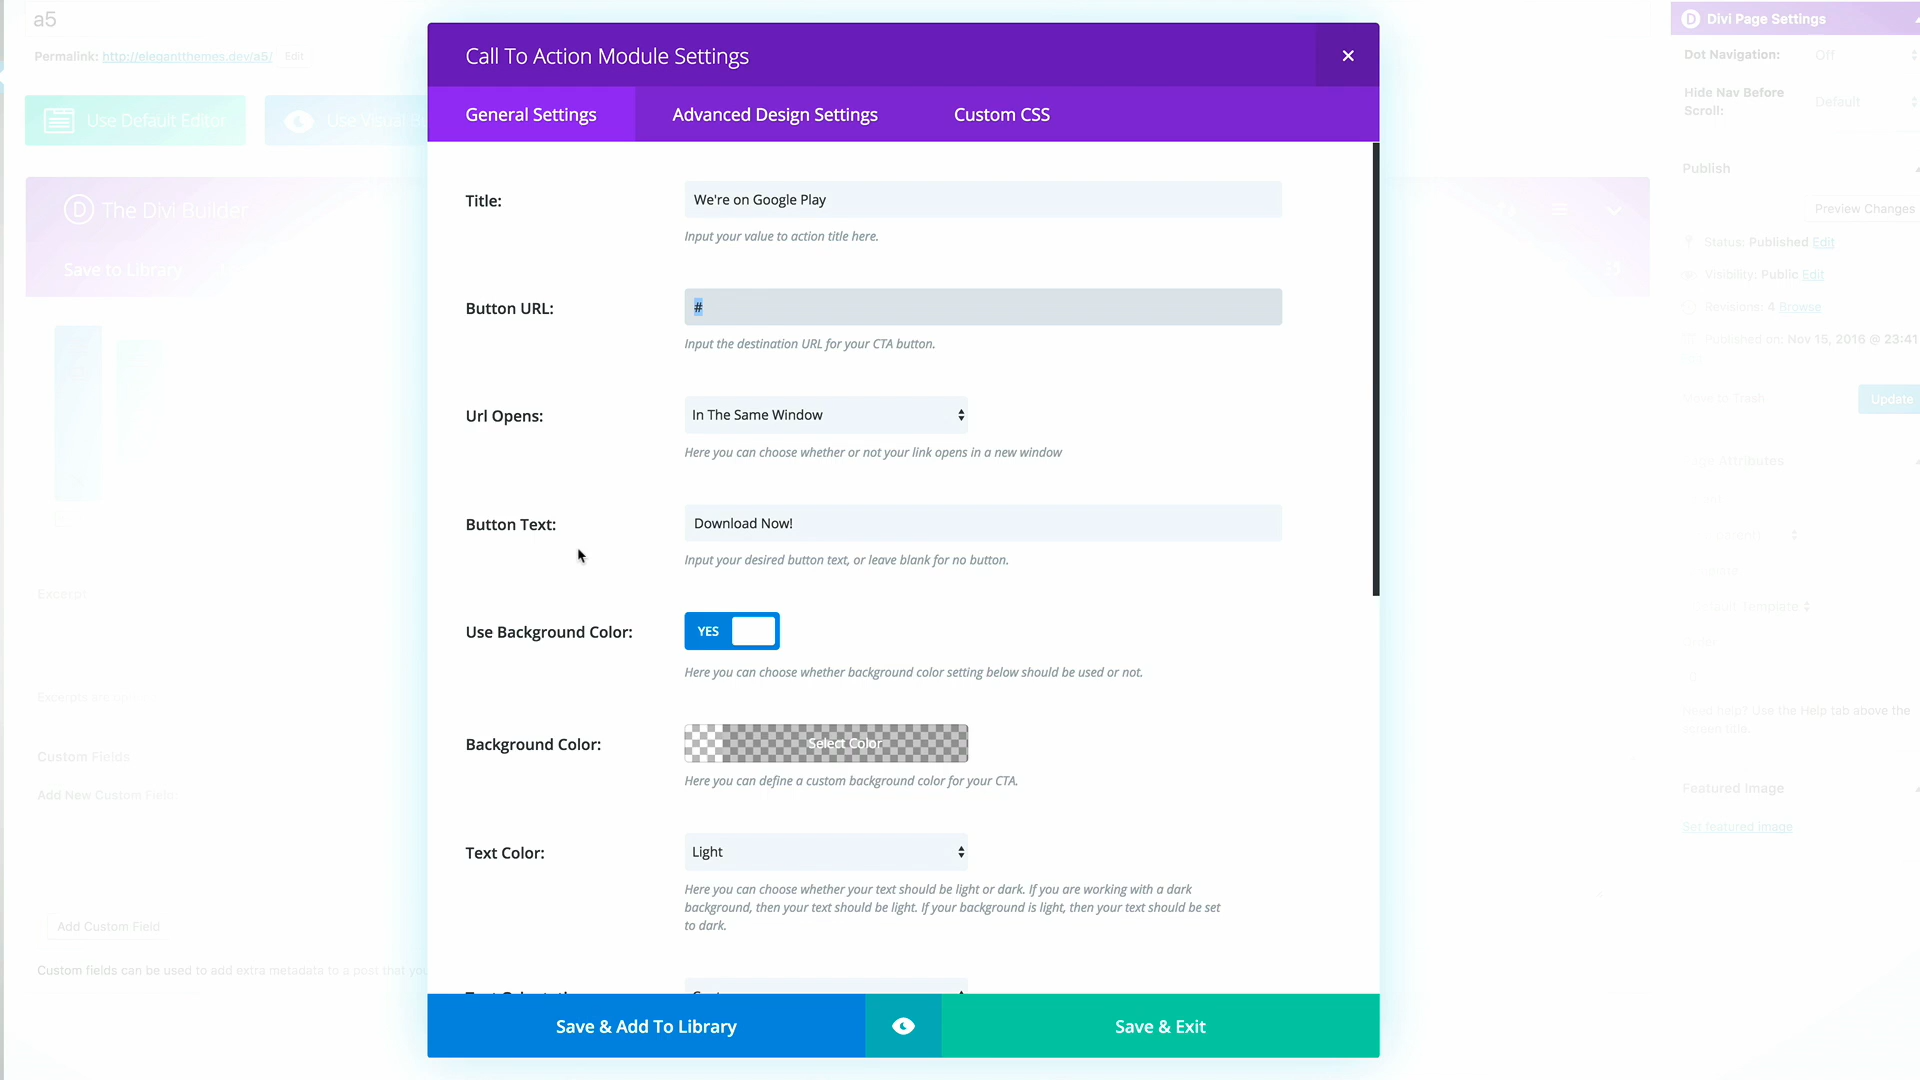 a5
Permalink: http://elegantthemes.dev/a5/ Edit
Use Default Editor
Use Visual B
The Divi Builder
Save to Library
Excerpt
Excerpts are
Custom Fields
Add New Custom Field:
Add Custom Field
Custom fields can be used to add extra metadata to a post that you
Call To Action Module Settings
General Settings
Advanced Design Settings
Custom CSS
Title:
We're on Google Play
Input your value to action title here.
Button URL:
#
Input the destination URL for your CTA button.
Url Opens:
In The Same Window
Here you can choose whether or not your link opens in a new window
Button Text:
Download Now!
Input your desired button text, or leave blank for no button.
Use Background Color:
YES
Here you can choose whether background color setting below should be used or not.
Background Color:
Select Color
Here you can define a custom background color for your CTA.
Text Color:
Light
Here you can choose whether your text should be light or dark. If you are working with a dark
background, then your text should be light. If your background is light, then your text should be set
to dark.
Save & Add To Library
Save & Exit
Divi Page Settings
Dot Navigation: Off
Hide Nav Before
Scroll:
Default
Publish
Preview Changes
Status: Published Edit
Visibility: Public Edit
Revisions: 4 Browse
Published on: Nov 15, 2016 @ 23:41
to Trash
Update
Attributes
Template
Need help? Use the Help tab above the
screen title.
Featured Image
Set featured image